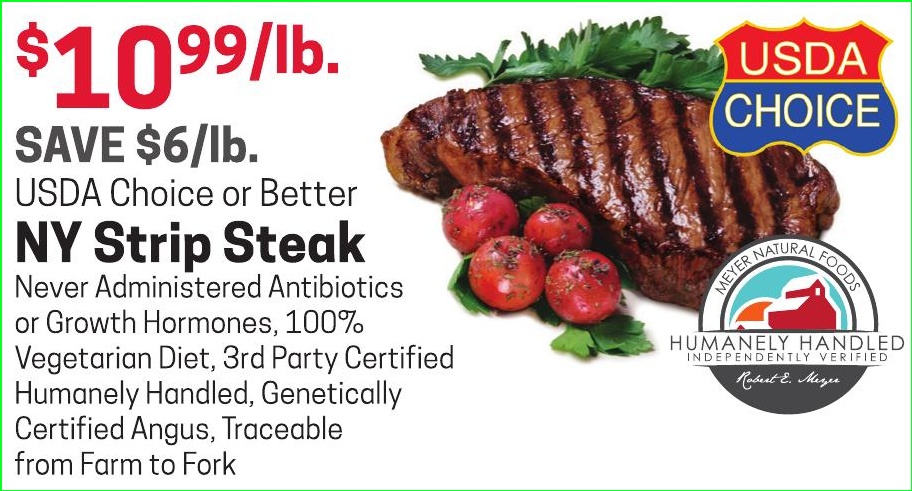 $10.99/lb.
SAVE $6/lb.
USDA Choice or Better
NY Strip Steak
Never Administered Antibiotics
or Growth Hormones, 100%
Vegetarian Diet, 3rd Party Certified
Humanely Handled, Genetically
Certified Angus, Traceable
from Farm to Fork
USDA
CHOICE
MEYER NATURAL FOODS
HUMANELY HANDLED
INDEPENDENTLY VERIFIED
Robert E. Meyer